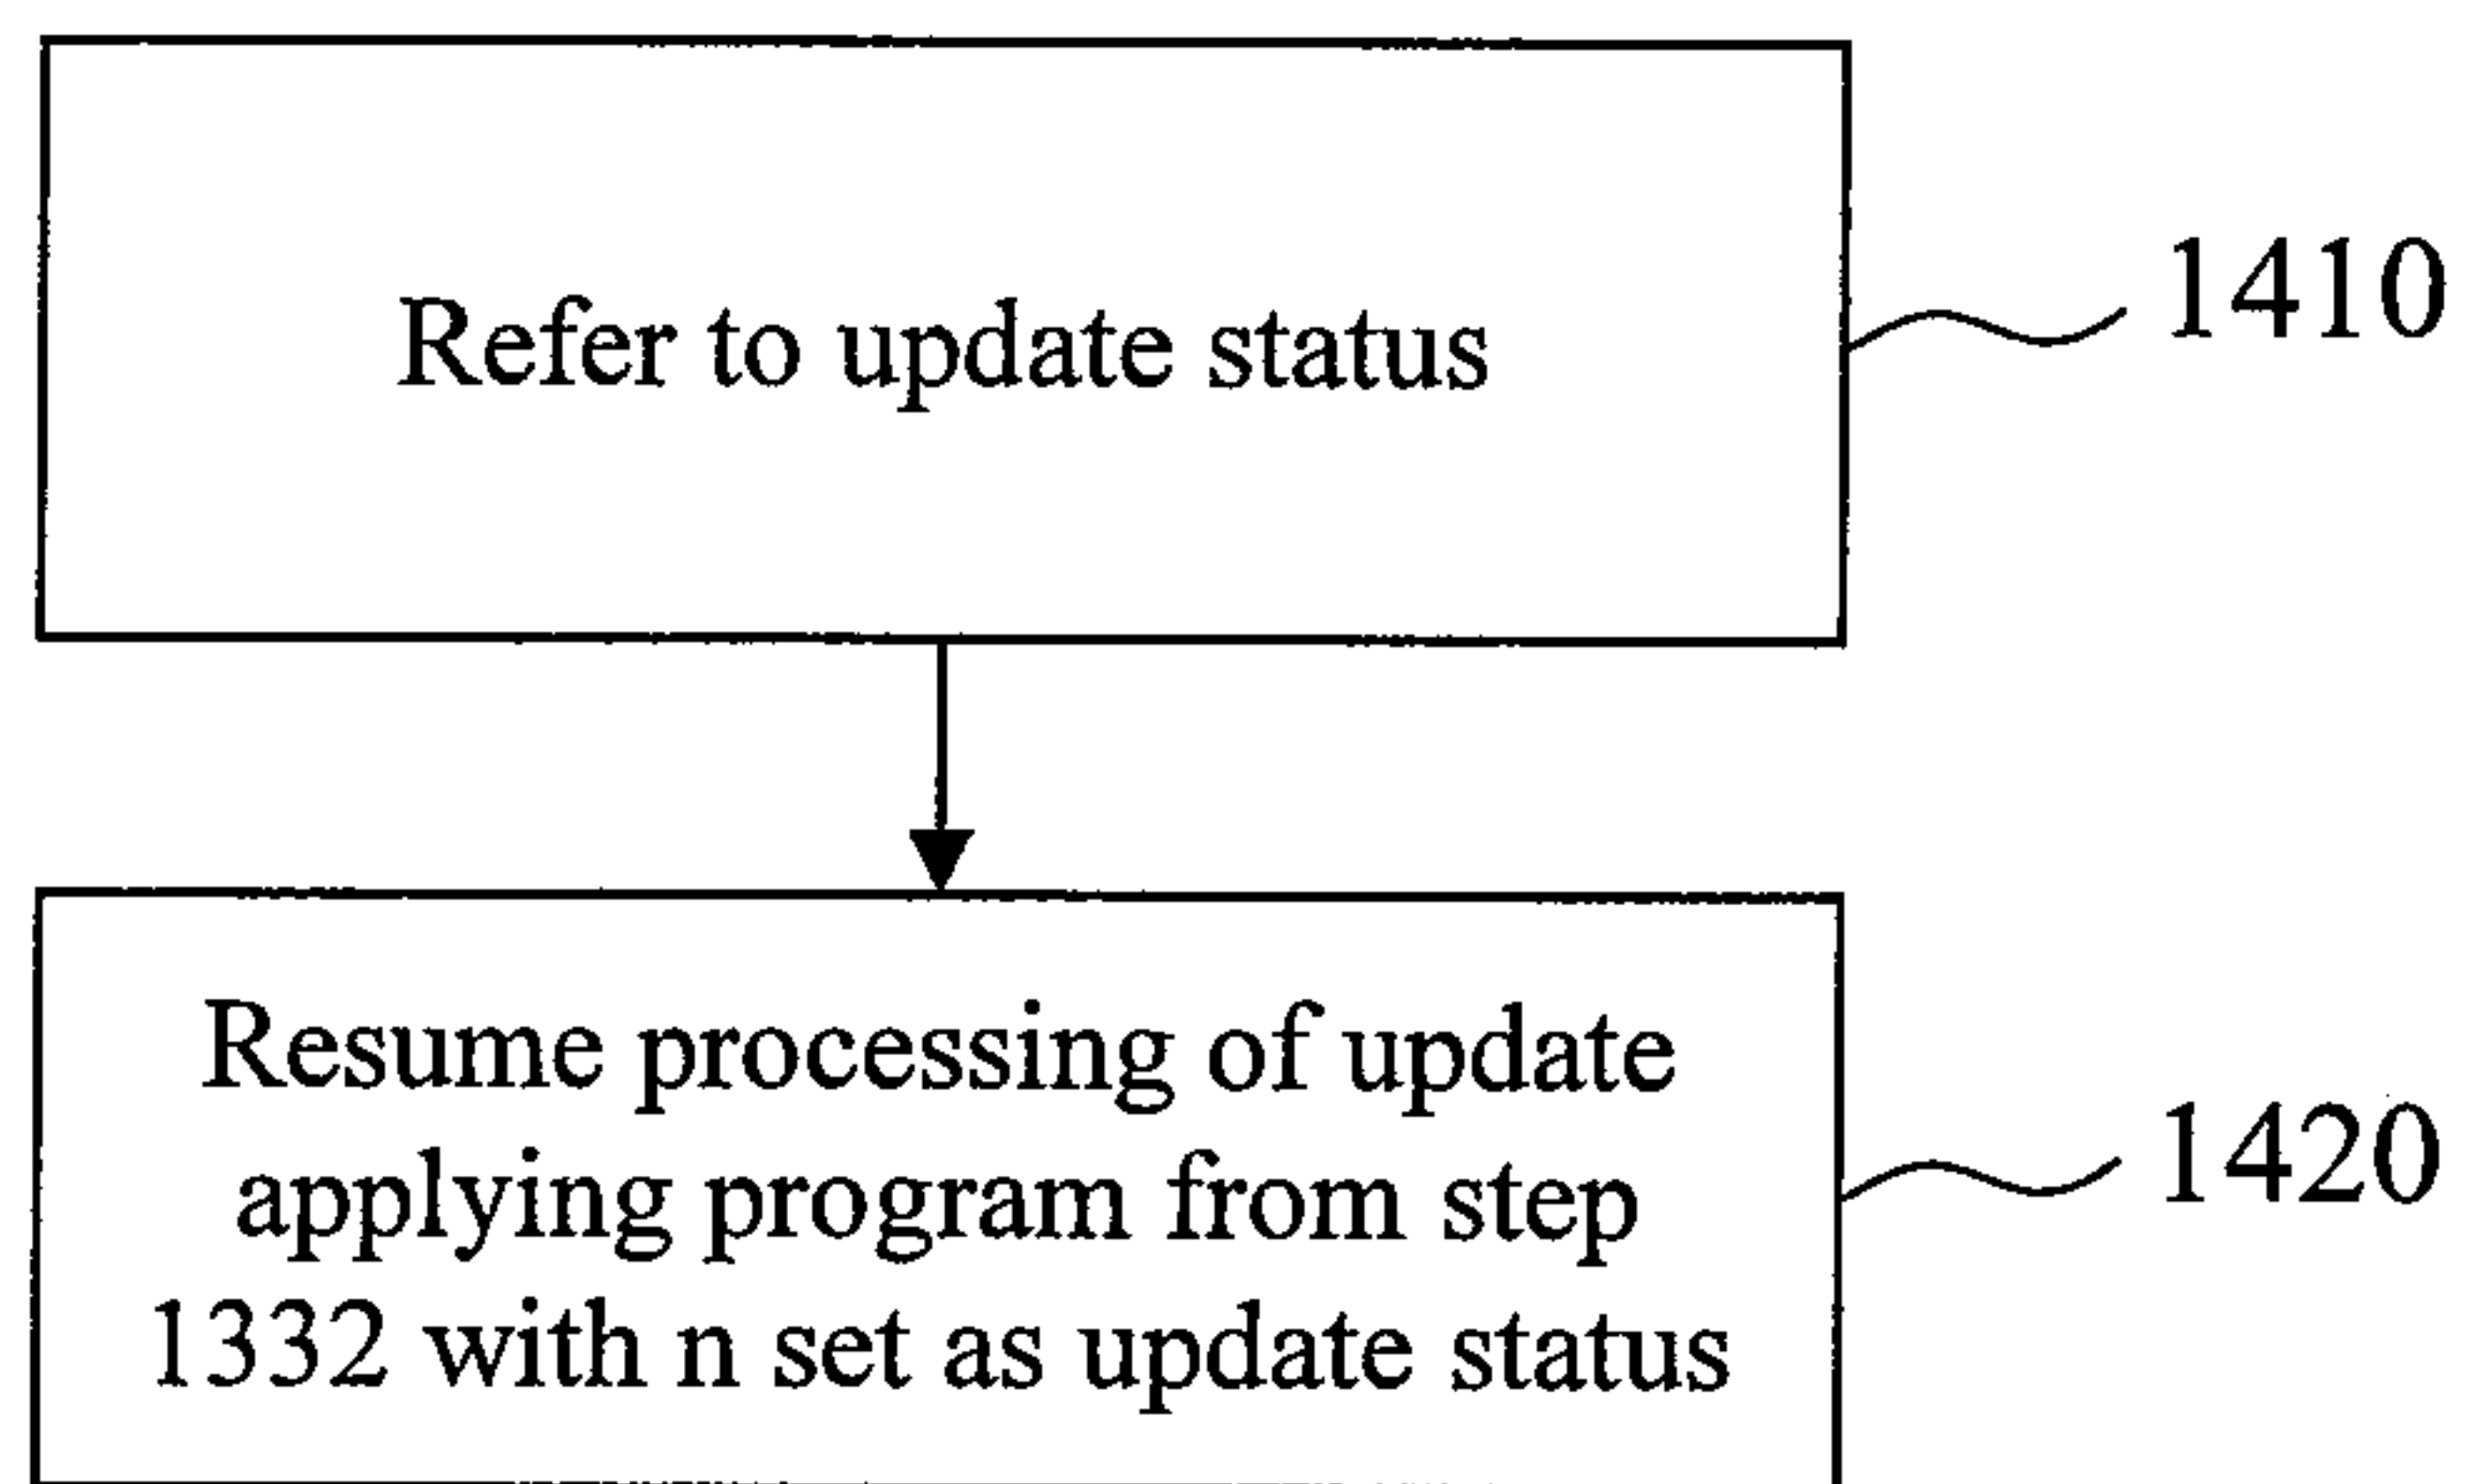 Refer to update status
1410
Resume processing of update
applying program from step
1332 with n set as update status
1420